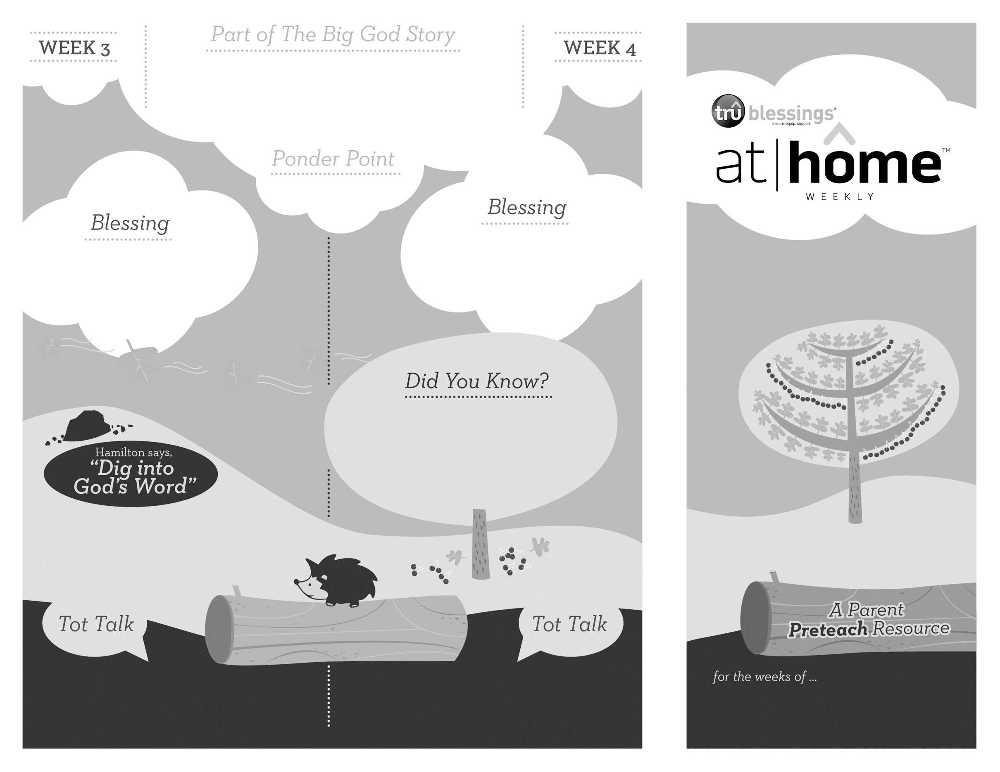 WEEK 3
Part of The Big God Story
WEEK 4
Ponder Point
Blessing
Blessing
Did You Know?
Hamilton says,
“Dig into
God’s Word”
Tot Talk
Tot Talk
trû blessings®
inspire. equip. support.
at|hôme™
WEEKLY
A Parent
Preteach Resource
for the weeks of ...